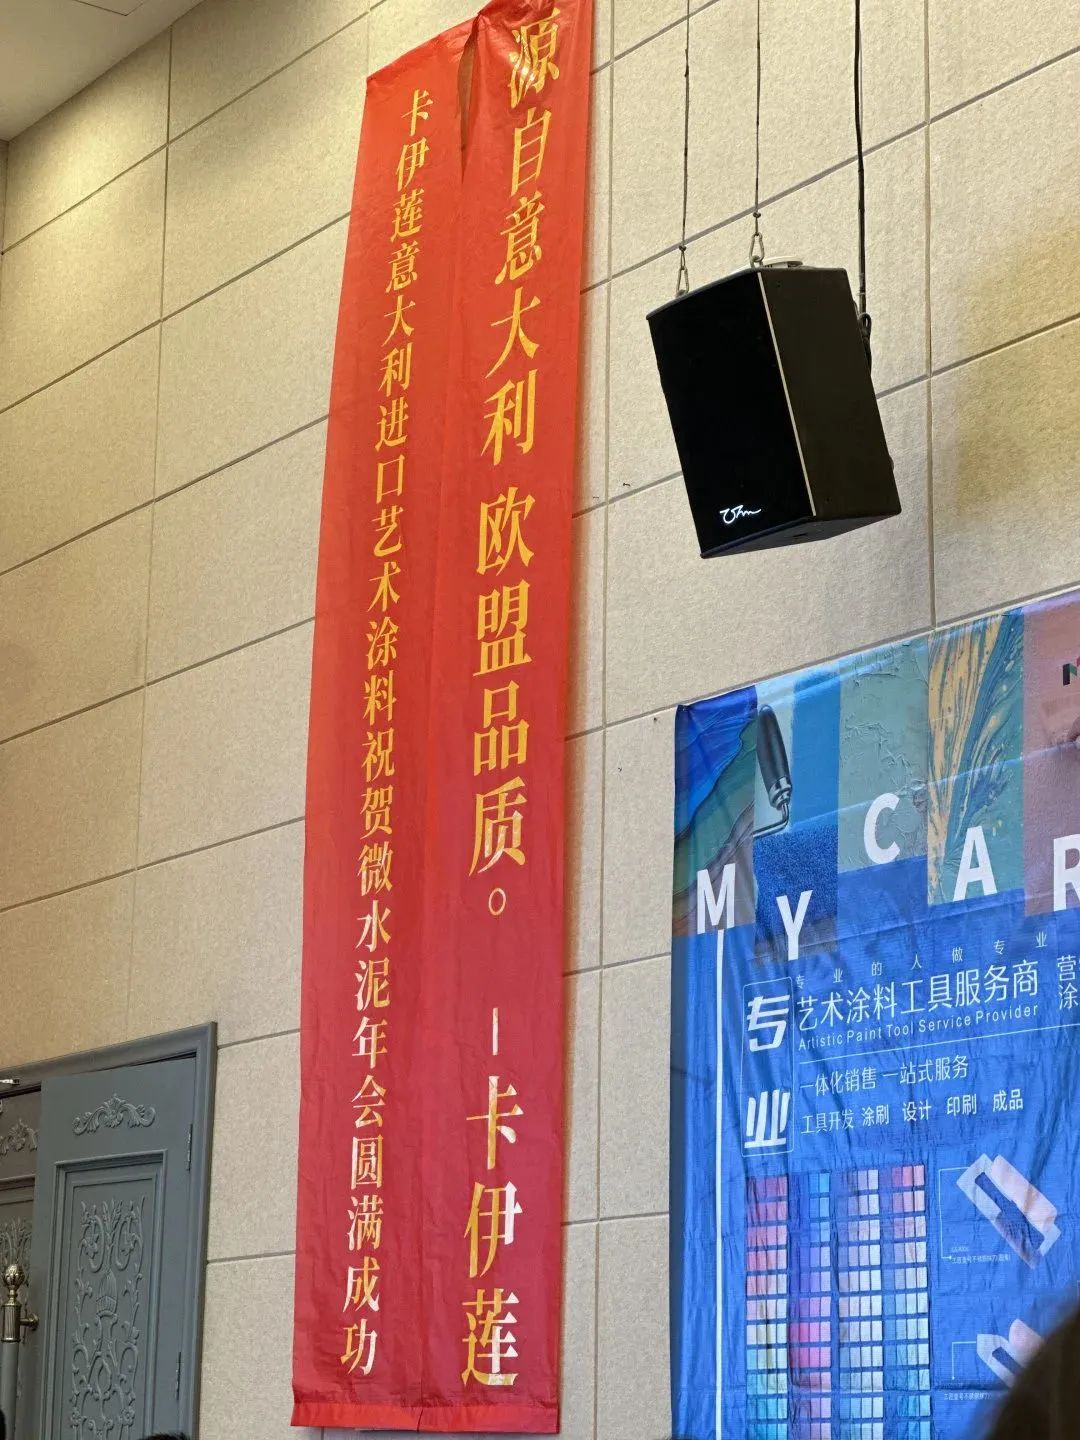 源自意大利 欧盟品质。 — 卡伊莲
卡伊莲意大利进口艺术涂料祝贺微水泥年会圆满成功
MYCAR
专业的人做专业
专业
艺术涂料工具服务商
Artistic Paint Tool Service Provider
一体化销售 一站式服务
工具开发 涂刷 设计 印刷 成品
营
涂